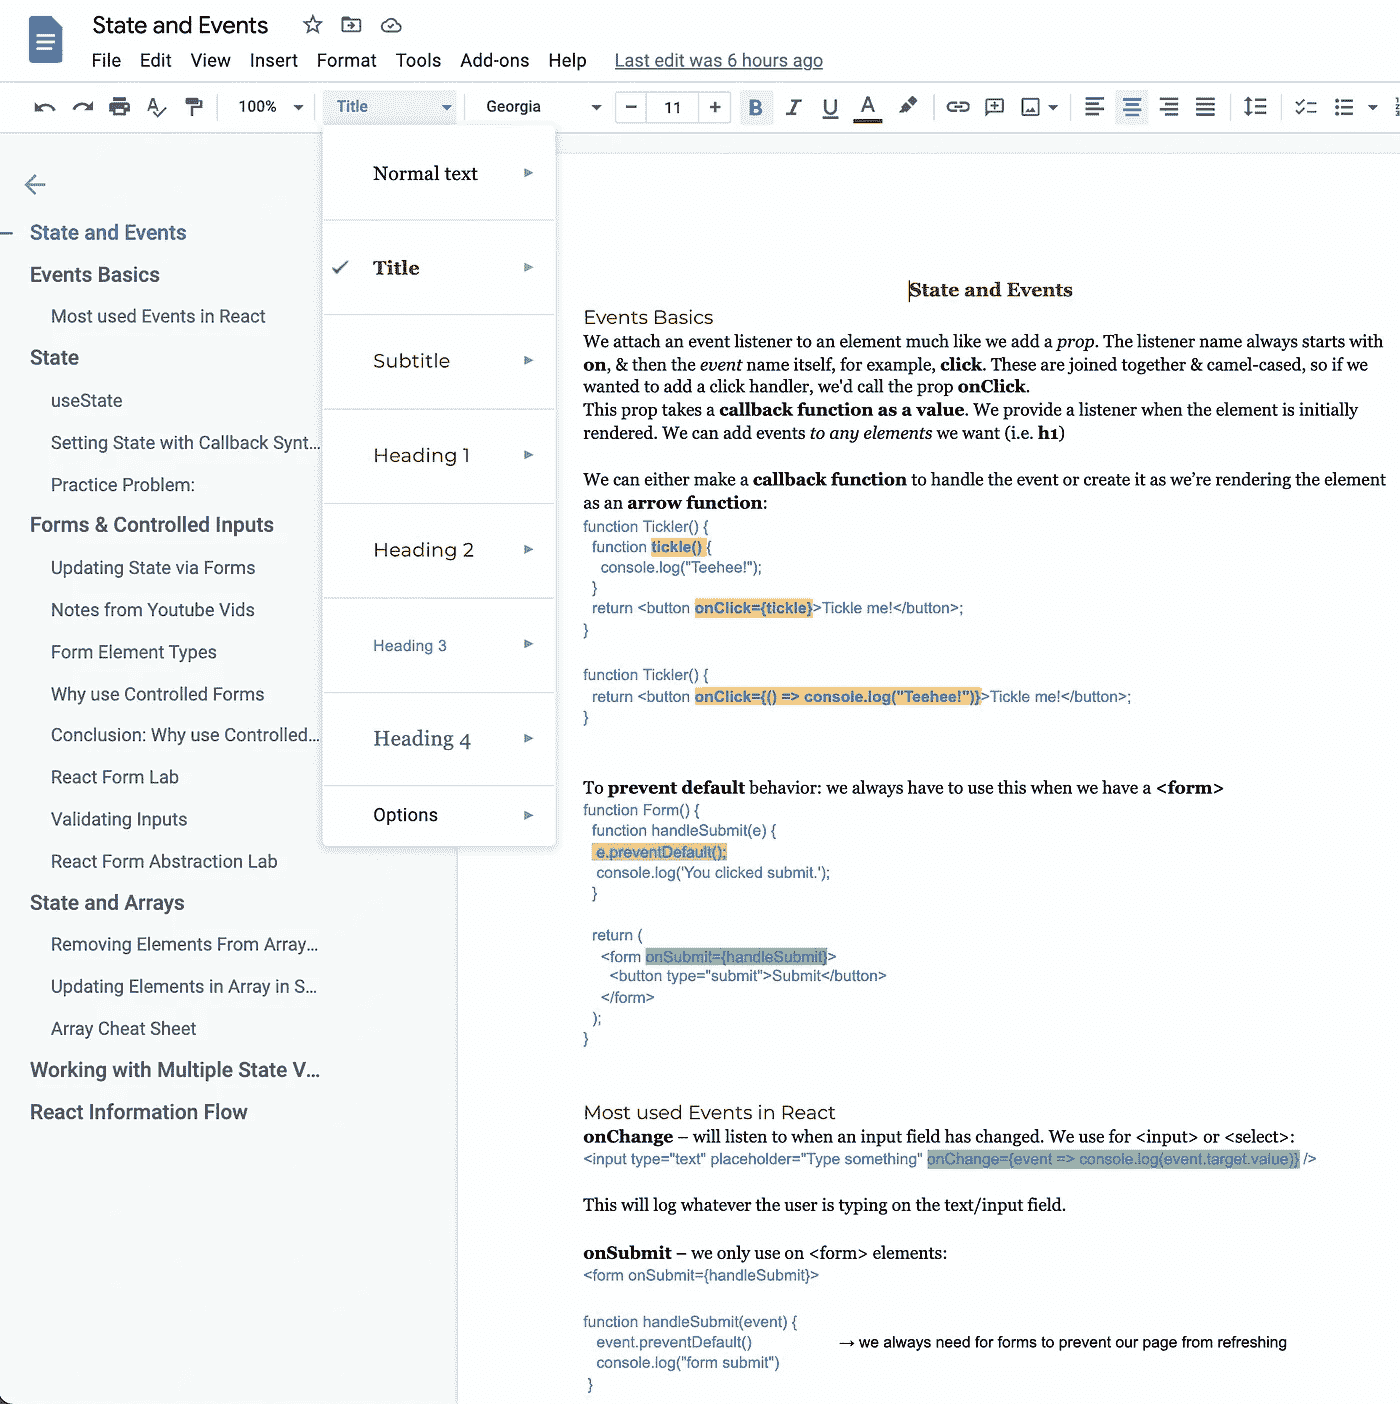 State and Events
File Edit View Insert Format Tools Add-ons Help Last edit was 6 hours ago
100% Title Georgia 11 B I U A
Normal text
Title
Subtitle
Heading 1
Heading 2
Heading 3
Heading 4
Options
State and Events
Events Basics
Most used Events in React
State
useState
Setting State with Callback Synt...
Practice Problem:
Forms & Controlled Inputs
Updating State via Forms
Notes from Youtube Vids
Form Element Types
Why use Controlled Forms
Conclusion: Why use Controlled...
React Form Lab
Validating Inputs
React Form Abstraction Lab
State and Arrays
Removing Elements From Array...
Updating Elements in Array in S...
Array Cheat Sheet
Working with Multiple State V...
React Information Flow
State and Events
Events Basics
We attach an event listener to an element much like we add a prop. The listener name always starts with
on, & then the event name itself, for example, click. These are joined together & camel-cased, so if we
wanted to add a click handler, we'd call the prop onClick.
This prop takes a callback function as a value. We provide a listener when the element is initially
rendered. We can add events to any elements we want (i.e. h1)
We can either make a callback function to handle the event or create it as we're rendering the element
as an arrow function:
function Tickler() {
function tickle() {
console.log("Teehee!");
}
return <button onClick={tickle}>Tickle me!</button>;
}
function Tickler() {
return <button onClick={() => console.log("Teehee!")}>Tickle me!</button>;
}
To prevent default behavior: we always have to use this when we have a <form>
function Form() {
function handleSubmit(e) {
e.preventDefault();
console.log('You clicked submit.');
}
return (
<form onSubmit={handleSubmit}>
<button type="submit">Submit</button>
</form>
);
}
Most used Events in React
onChange – will listen to when an input field has changed. We use for <input> or <select>:
<input type="text" placeholder="Type something" onChange={event => console.log(event.target.value)} />
This will log whatever the user is typing on the text/input field.
onSubmit – we only use on <form> elements:
<form onSubmit={handleSubmit}>
function handleSubmit(event) {
event.preventDefault() → we always need for forms to prevent our page from refreshing
console.log("form submit")
}